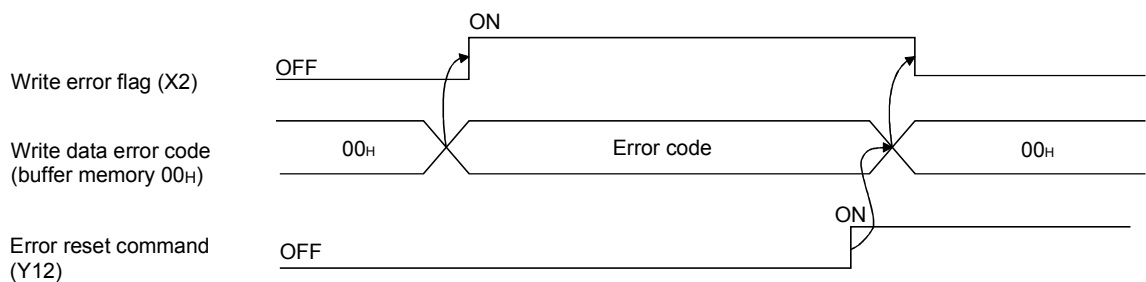 ON
OFF
Write error flag (X2)
00H
Error code
00H
Write data error code
(buffer memory 00H)
ON
OFF
Error reset command
(Y12)